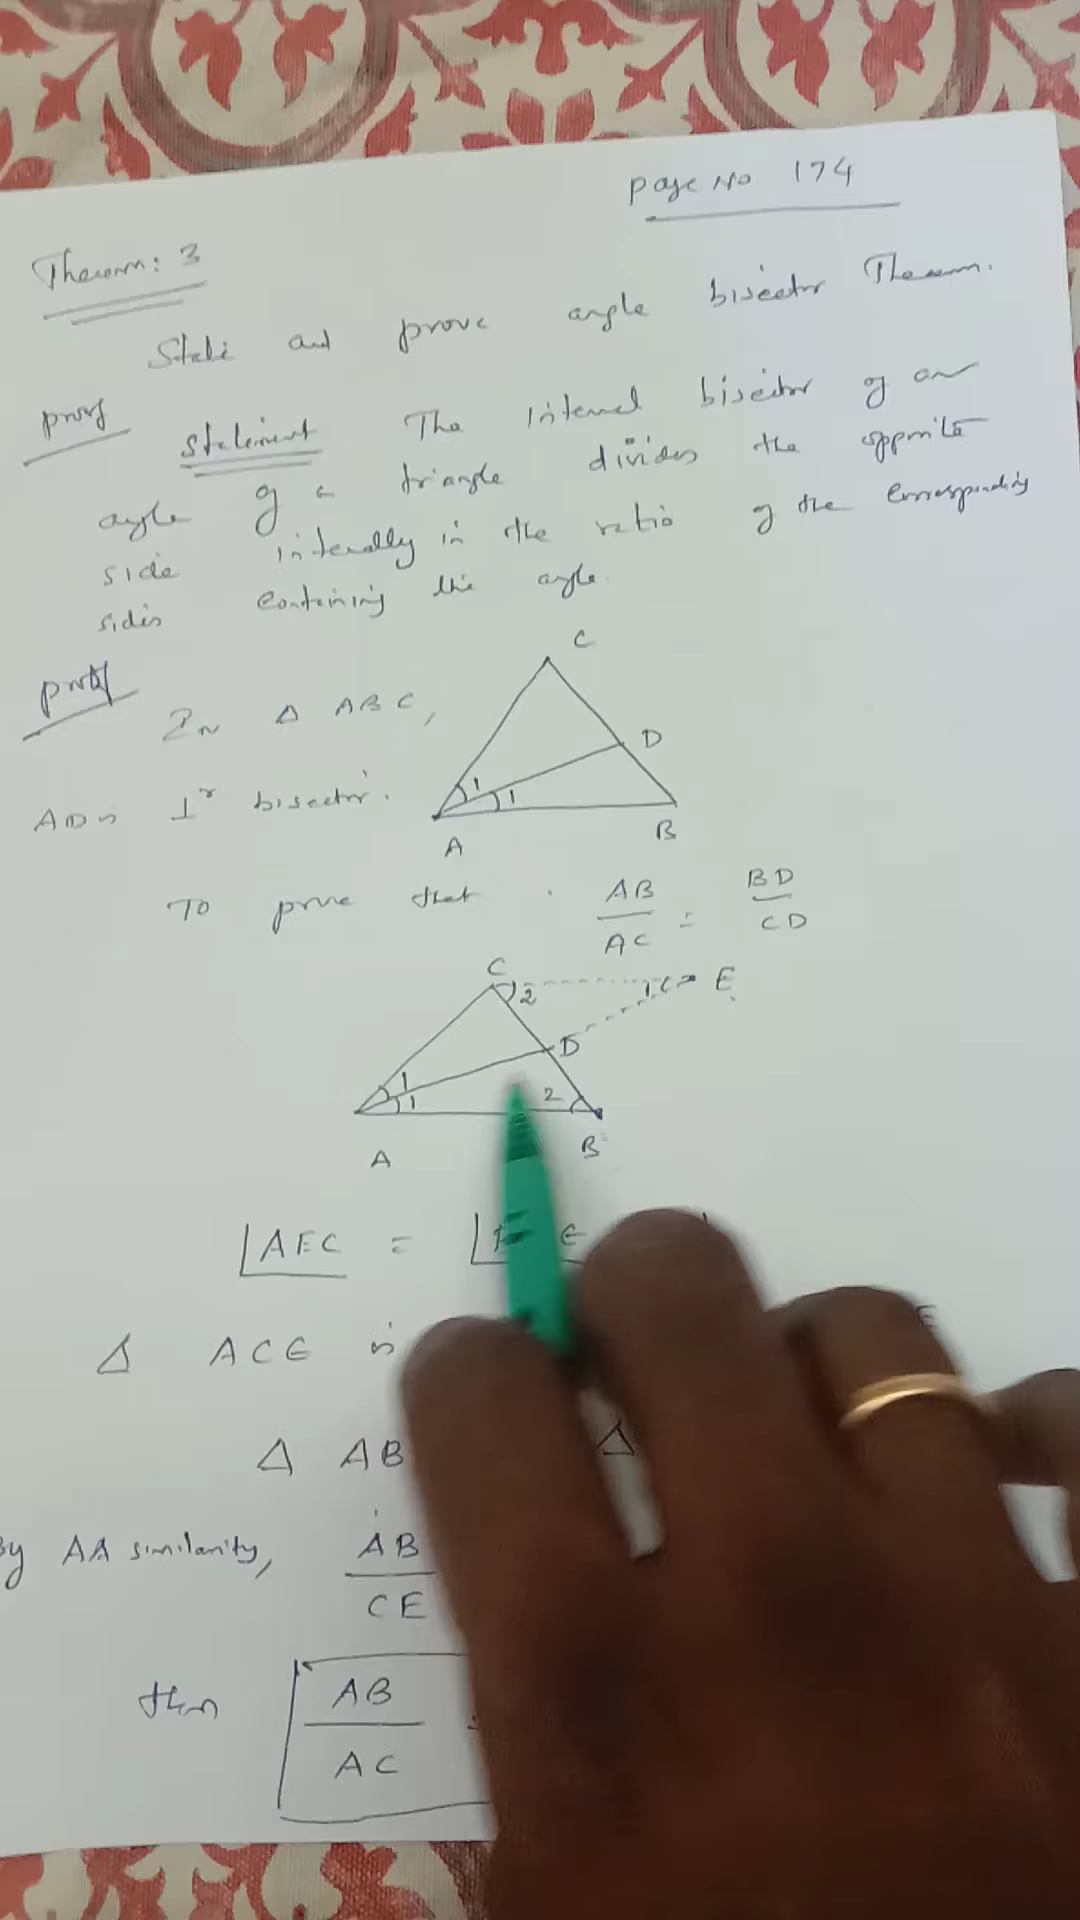 Page No 174
Theorem: 3
State and prove angle bisector Theorem.
proof
Statement The internal bisector of an
angle of a triangle divides the opposite
side internally in the ratio of the corresponding
sides containing the angle.
proof
In Δ ABC,
C
D
1
1
A
B
AD is ⊥r bisector.
To prove that AB/AC = BD/CD
C
2
E
D
1
1
2
A
B
∠AEC =
Δ ACE is
E
Δ AB Δ
By AA similarity, AB/CE
then AB/AC